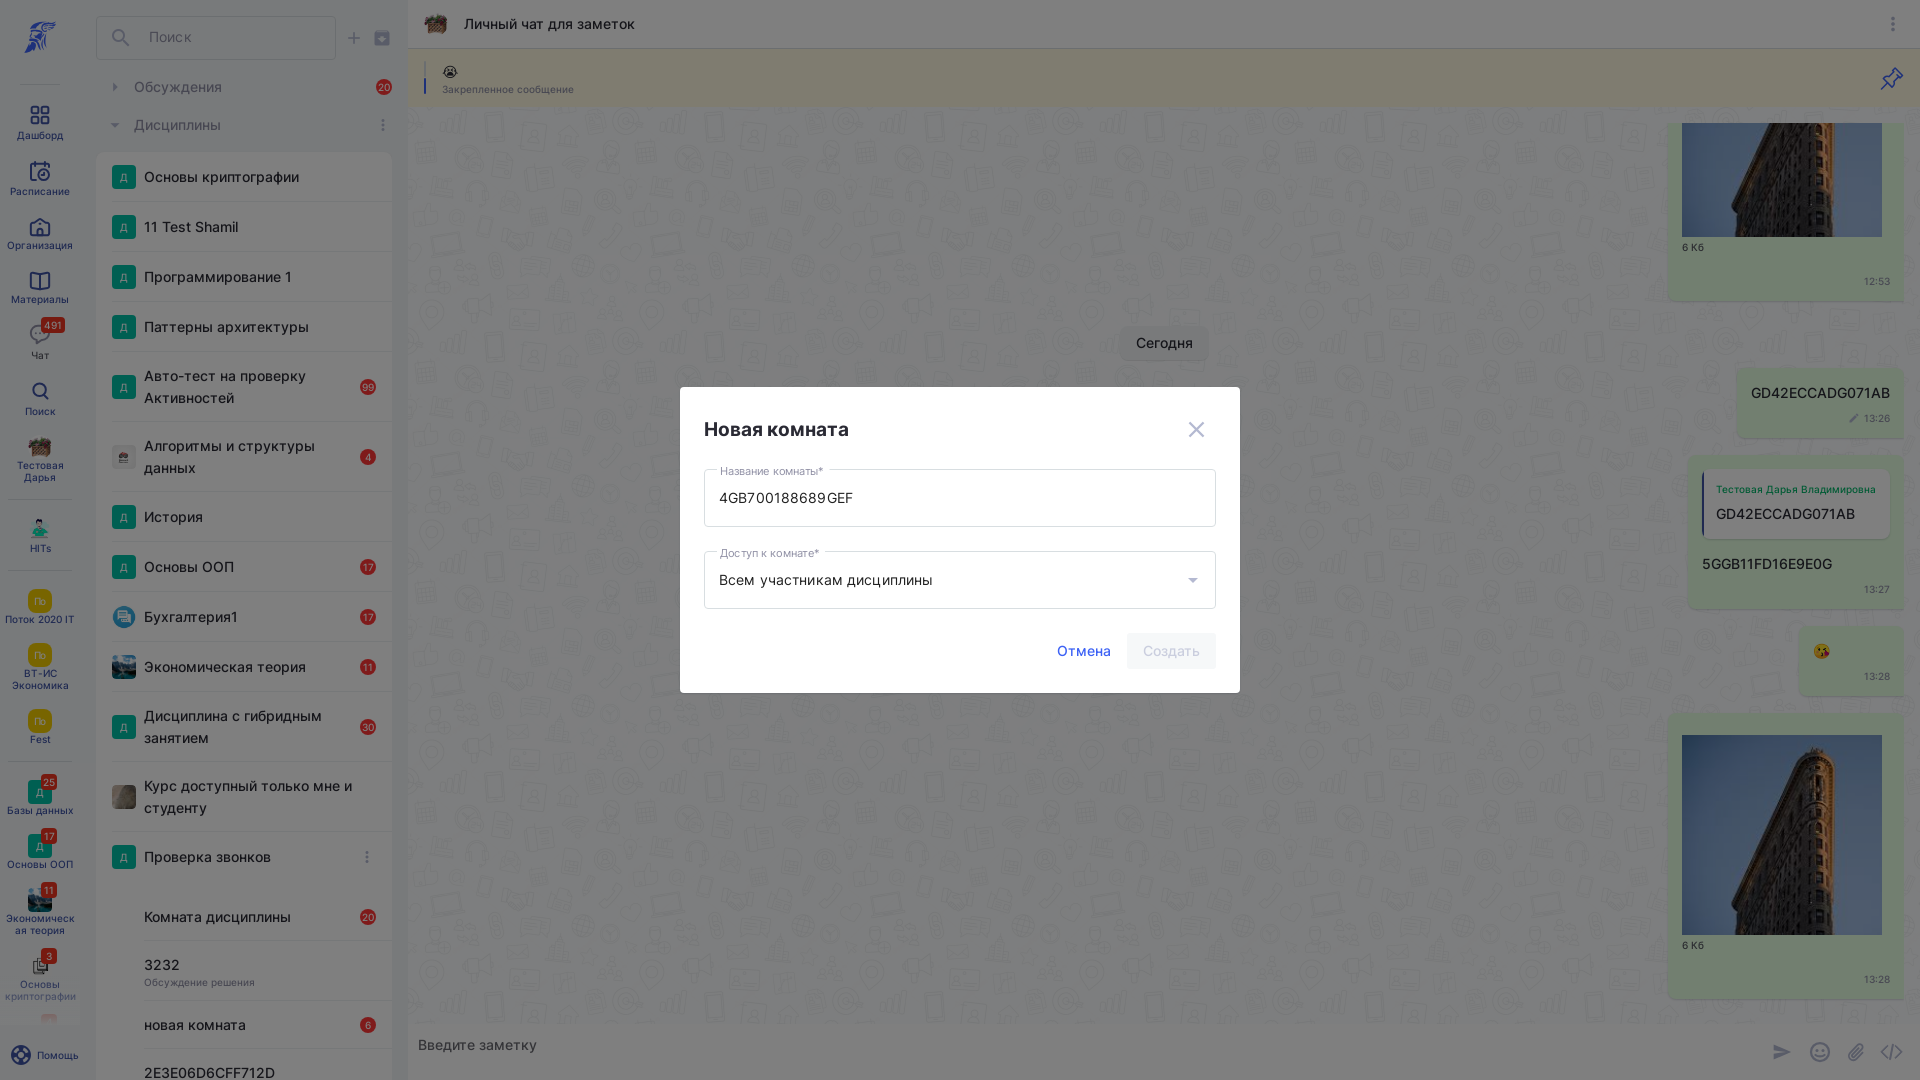 Дашборд
Расписание
Организация
Материалы
491
Чат
Поиск
Тестовая
Дарья
HITs
По
Поток 2020 IT
По
ВТ-ИС
Экономика
По
Fest
25
Д
Базы данных
17
Д
Основы ООП
11
Экономическ
ая теория
3
Основы
криптографии
Помощь
Поиск
Обсуждения
20
Дисциплины
Д
Основы криптографии
Д
11 Test Shamil
Д
Программирование 1
Д
Паттерны архитектуры
Д
Авто-тест на проверку
Активностей
99
Алгоритмы и структуры
данных
4
Д
История
Д
Основы ООП
17
Бухгалтерия1
17
Экономическая теория
11
Д
Дисциплина с гибридным
занятием
30
Курс доступный только мне и
студенту
Д
Проверка звонков
Комната дисциплины
20
3232
Обсуждение решения
новая комната
6
2E3E06D6CFF712D
Личный чат для заметок
Закрепленное сообщение
6 Кб
12:53
Сегодня
GD42ECCADG071AB
13:26
Тестовая Дарья Владимировна
GD42ECCADG071AB
5GGB11FD16E9E0G
13:27
13:28
6 Кб
13:28
Введите заметку
Новая комната
Название комнаты*
4GB700188689GEF
Доступ к комнате*
Всем участникам дисциплины
Отмена
Создать